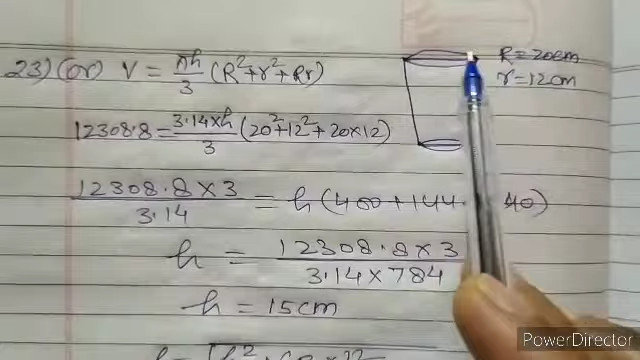 23) (or) V = πh/3 (R²+r²+Rr)
R=20cm
r=12cm
12308.8 = 3.14×h/3 (20²+12²+20×12)
12308.8×3/3.14 = h(400+144 40)
h = 12308.8×3/3.14×784
h = 15cm
PowerDirector